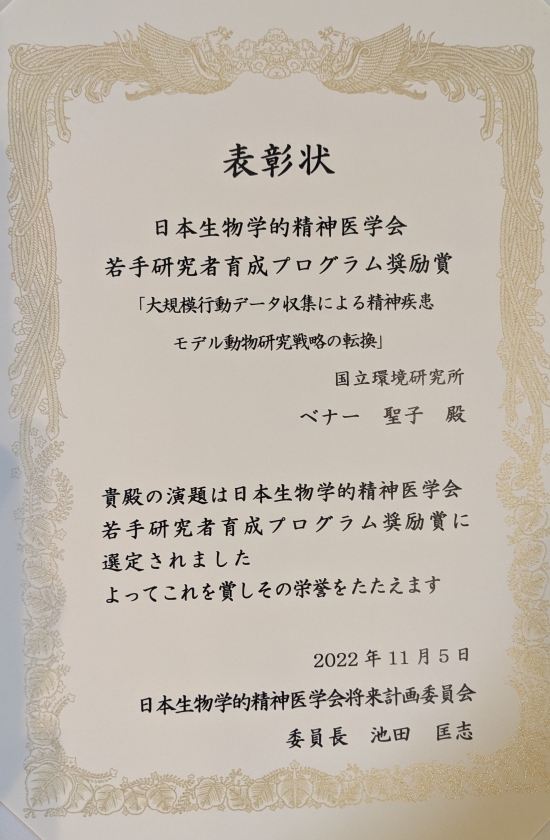 表彰状
日本生物学的精神医学会
若手研究者育成プログラム奨励賞
「大規模行動データ収集による精神疾患
モデル動物研究戦略の転換」
国立環境研究所
ベナー　聖子　殿
貴殿の演題は日本生物学的精神医学会
若手研究者育成プログラム奨励賞に
選定されました
よってこれを賞しその栄誉をたたえます
2022年11月5日
日本生物学的精神医学会将来計画委員会
委員長　池田　匡志